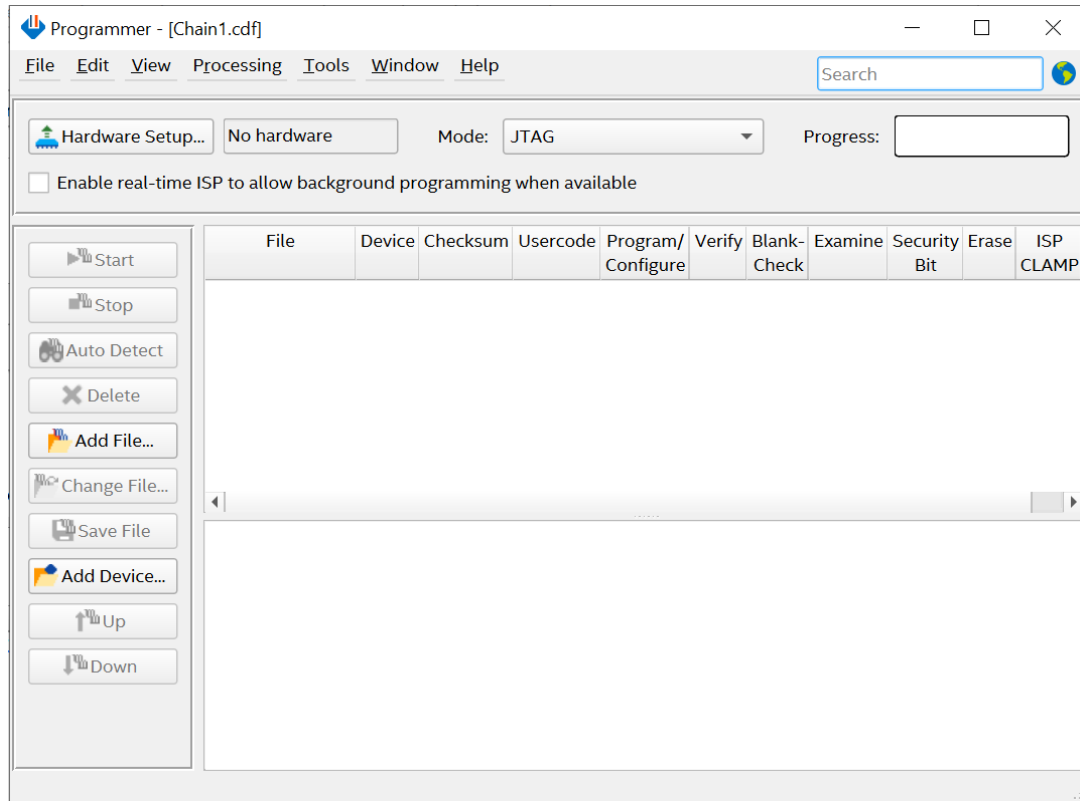 Programmer - [Chain1.cdf]
File Edit View Processing Tools Window Help
Search
Hardware Setup... No hardware Mode: JTAG Progress:
Enable real-time ISP to allow background programming when available
File Device Checksum Usercode Program/ Verify Blank- Examine Security Erase ISP
Configure Check Bit CLAMP
Start
Stop
Auto Detect
Delete
Add File...
Change File...
Save File
Add Device...
Up
Down